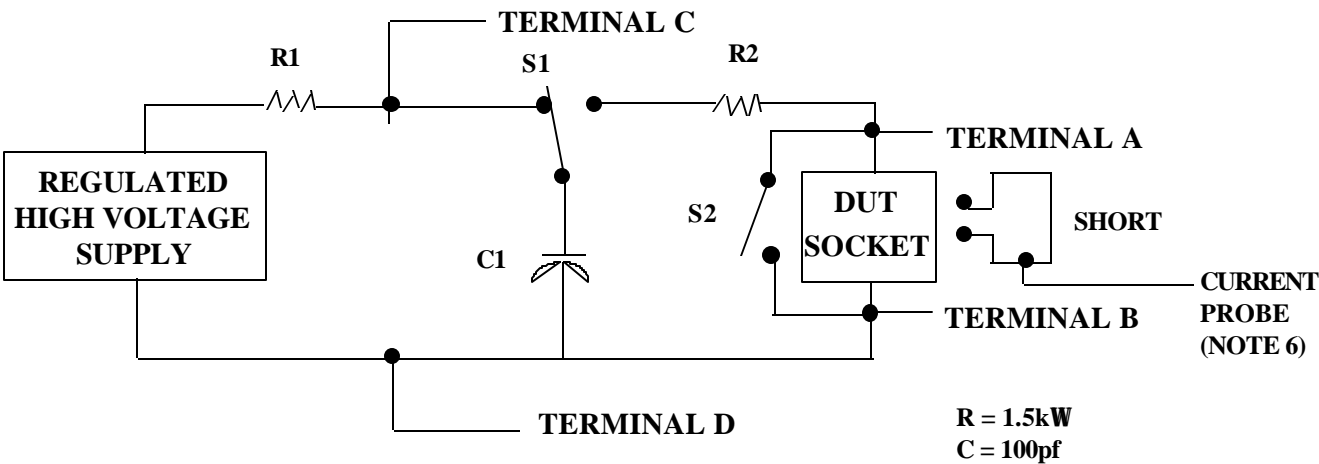 TERMINAL C
R1
S1
R2
TERMINAL A
REGULATED
HIGH VOLTAGE
SUPPLY
S2
DUT
SOCKET
SHORT
C1
CURRENT
PROBE
(NOTE 6)
TERMINAL B
TERMINAL D
R = 1.5kW
C = 100pf